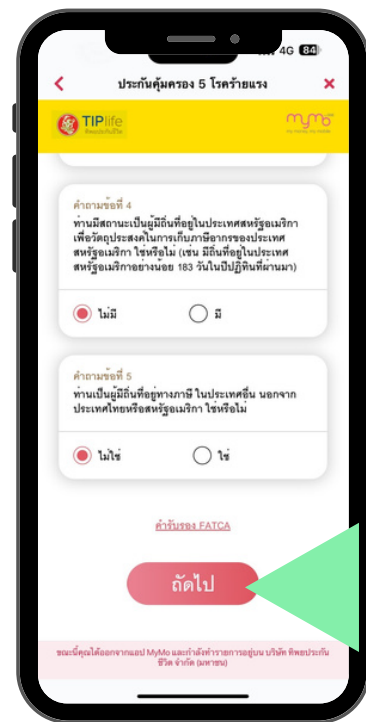 4G 84
ประกันคุ้มครอง 5 โรคร้ายแรง
TIPlife
ทิพยประกันชีวิต
mymo
my money my mobile
คำถามข้อที่ 4
ท่านมีสถานะเป็นผู้มีถิ่นที่อยู่ในประเทศสหรัฐอเมริกา
เพื่อวัตถุประสงค์ในการเก็บภาษีอากรของประเทศ
สหรัฐอเมริกา ใช่หรือไม่ (เช่น มีถิ่นที่อยู่ในประเทศ
สหรัฐอเมริกาอย่างน้อย 183 วันในปีปฏิทินที่ผ่านมา)
ไม่มี
มี
คำถามข้อที่ 5
ท่านเป็นผู้มีถิ่นที่อยู่ทางภาษี ในประเทศอื่น นอกจาก
ประเทศไทยหรือสหรัฐอเมริกา ใช่หรือไม่
ไม่ใช่
ใช่
คำรับรอง FATCA
ถัดไป
ขณะนี้คุณได้ออกจากแอป MyMo และกำลังทำรายการอยู่บน บริษัท ทิพยประกัน
ชีวิต จำกัด (มหาชน)